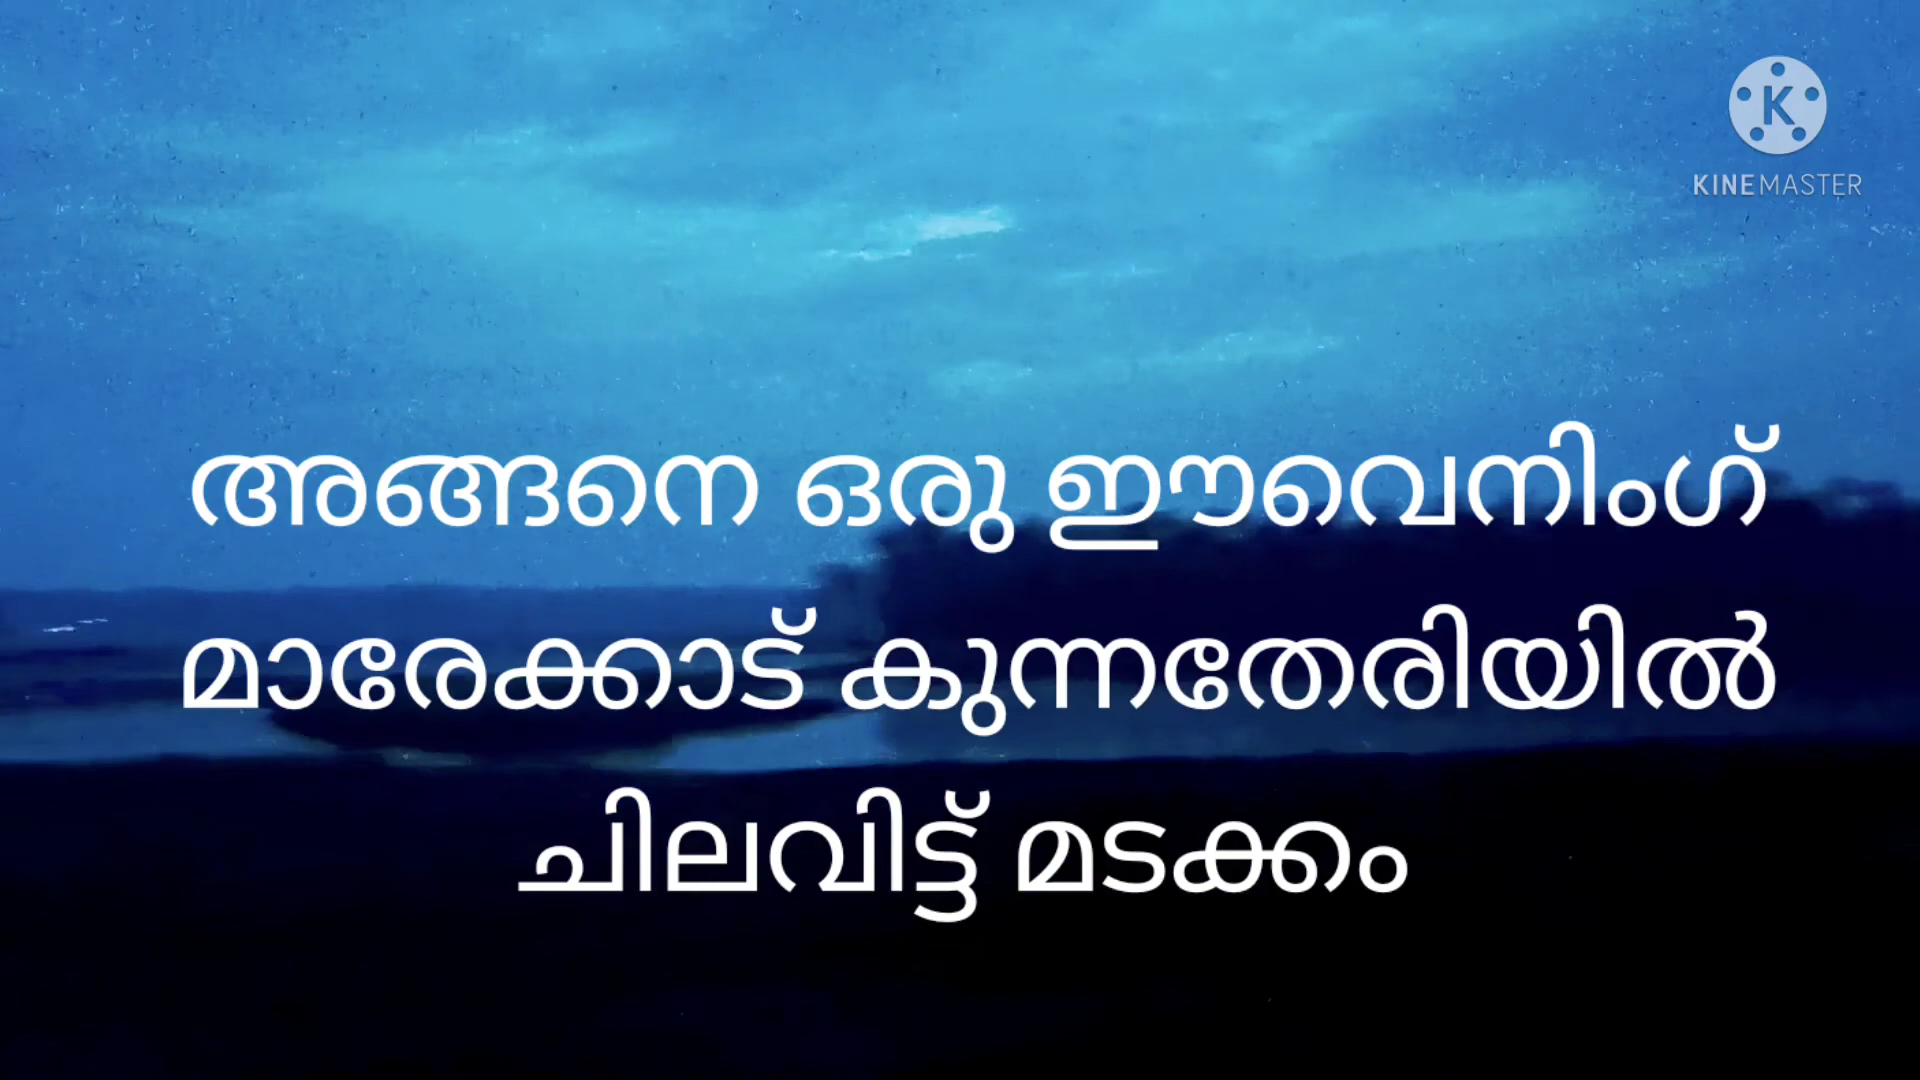 KINEMASTER
അങ്ങനെ ഒരു ഈവെനിംഗ്
മാരേക്കാട് കുന്നതേരിയിൽ
ചിലവിട്ട് മടക്കം